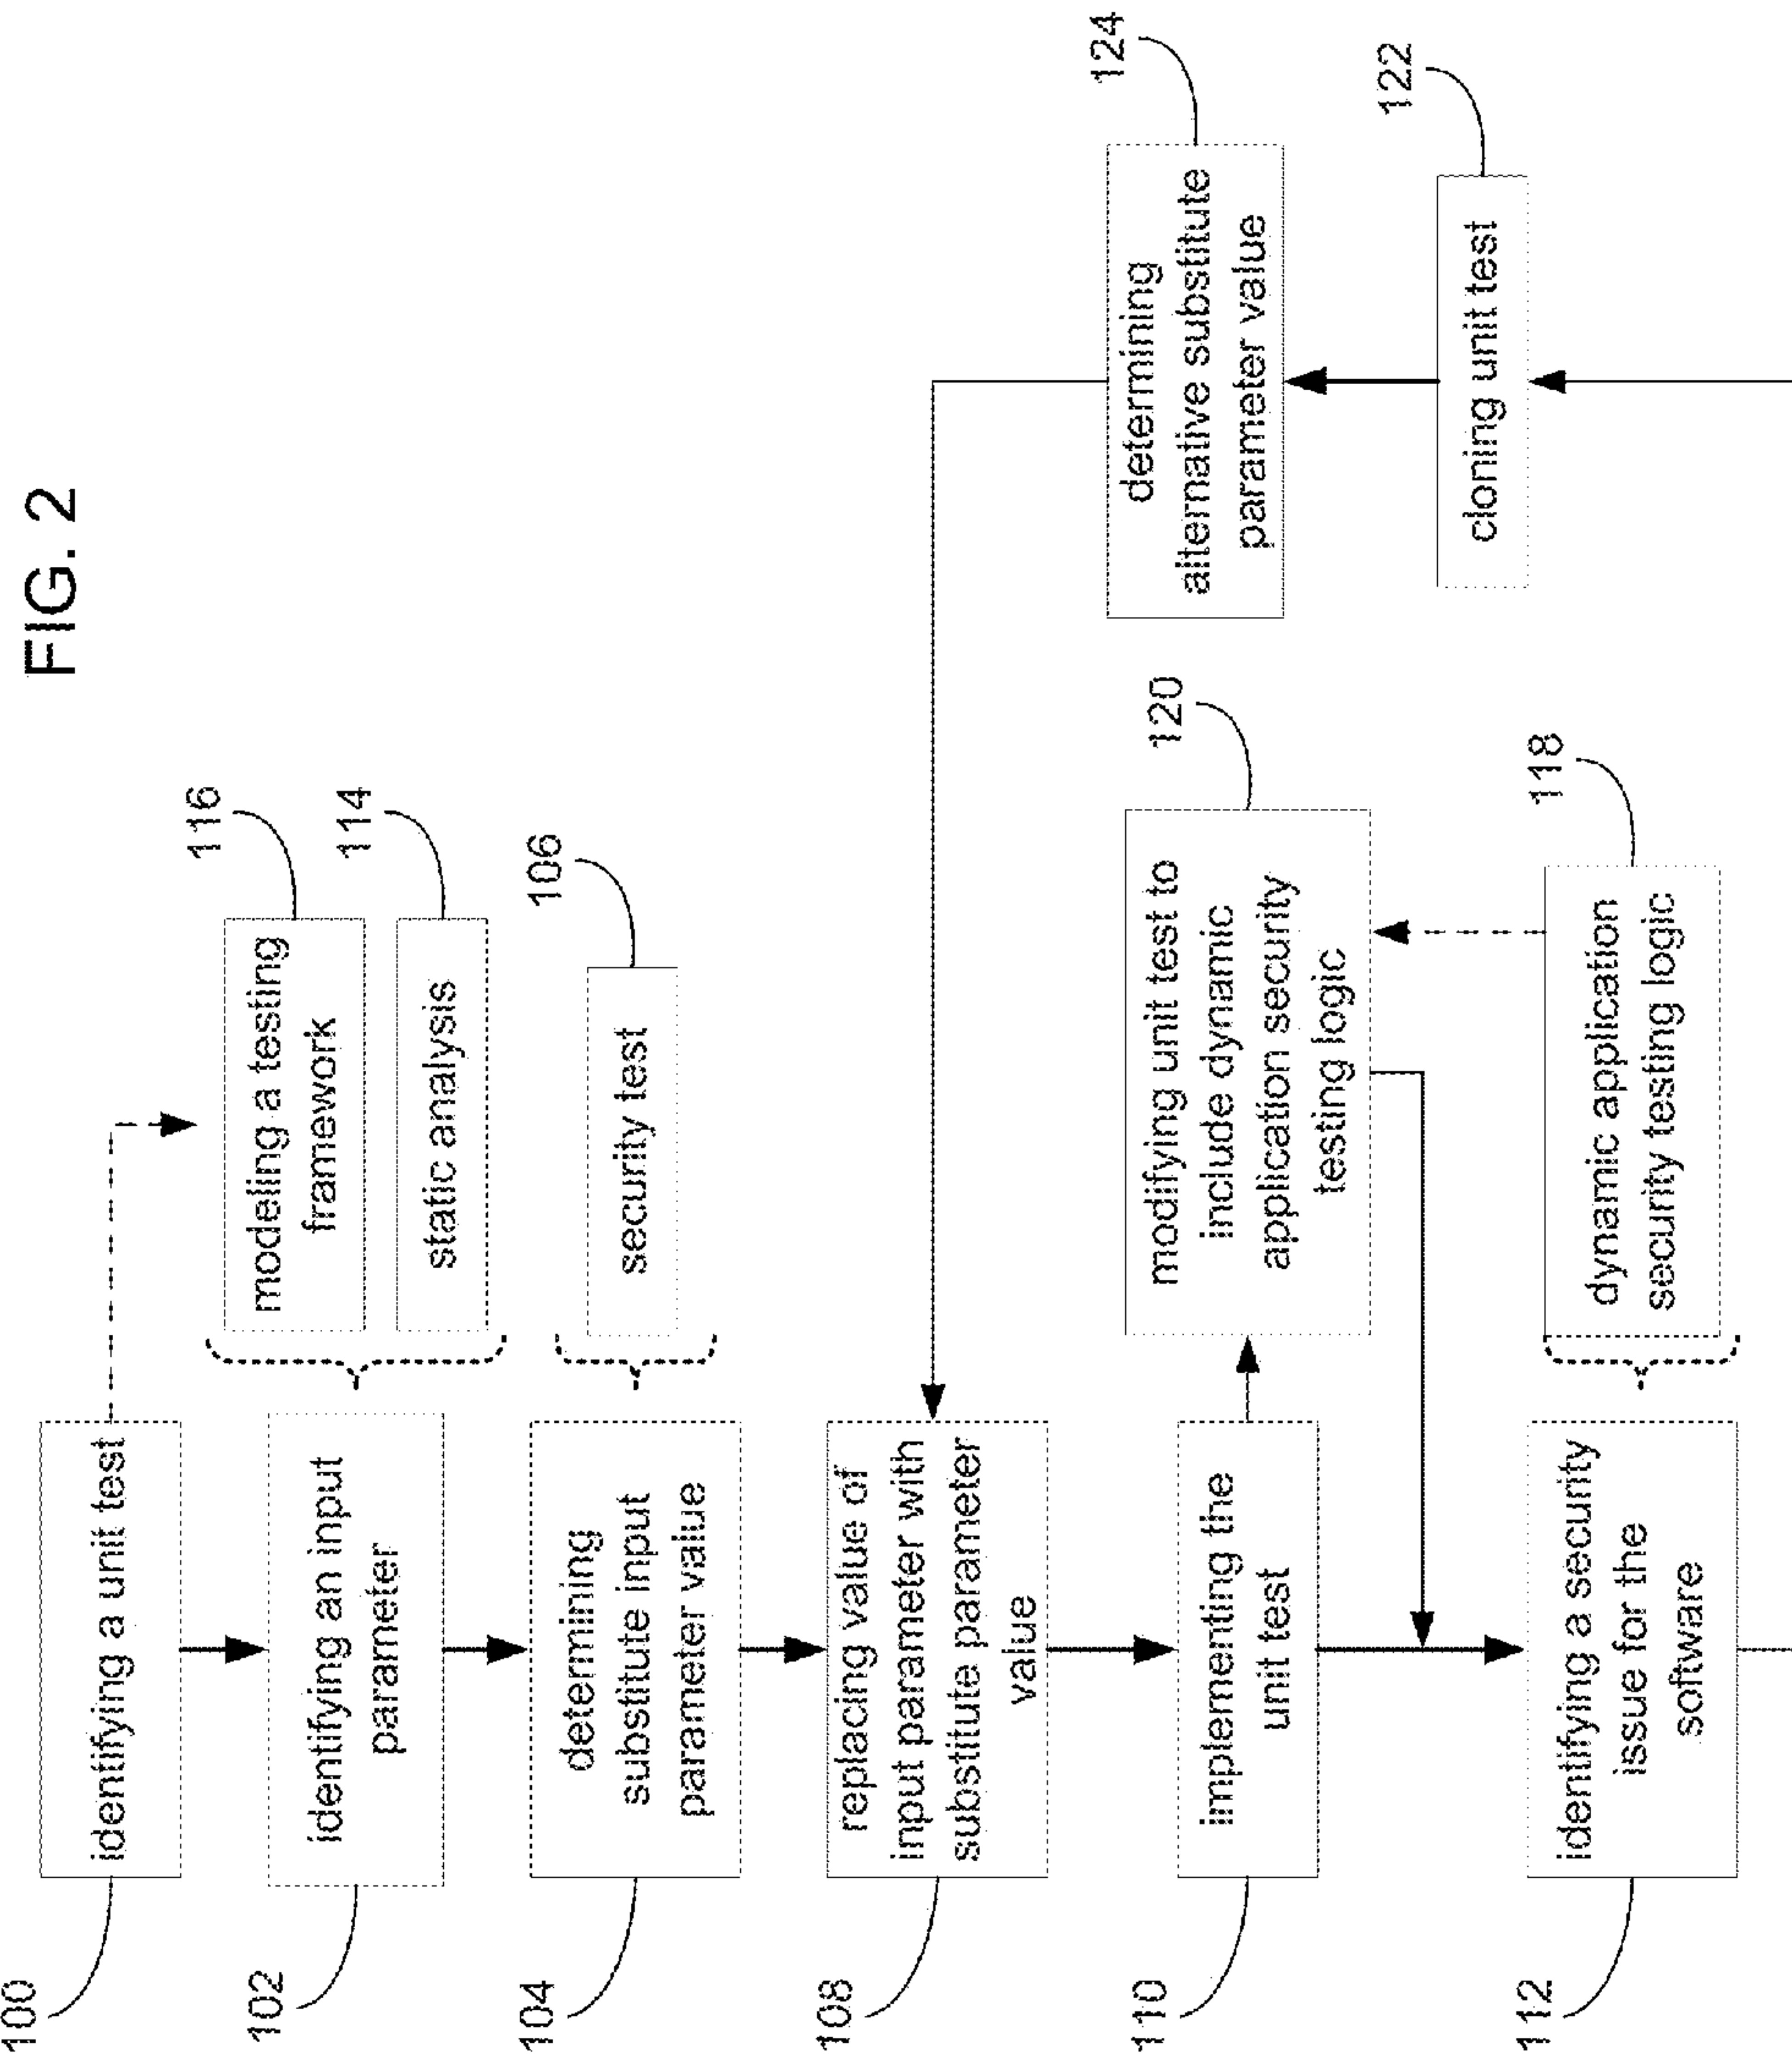 FIG. 2
100
identifying a unit test
116
modeling a testing
framework
114
static analysis
102
identifying an input
parameter
106
security test
104
determining
substitute input
parameter value
108
replacing value of
input parameter with
substitute parameter
value
110
implementing the
unit test
120
modifying unit test to
include dynamic
application security
testing logic
124
determining
alternative substitute
parameter value
122
cloning unit test
118
dynamic application
security testing logic
112
identifying a security
issue for the
software